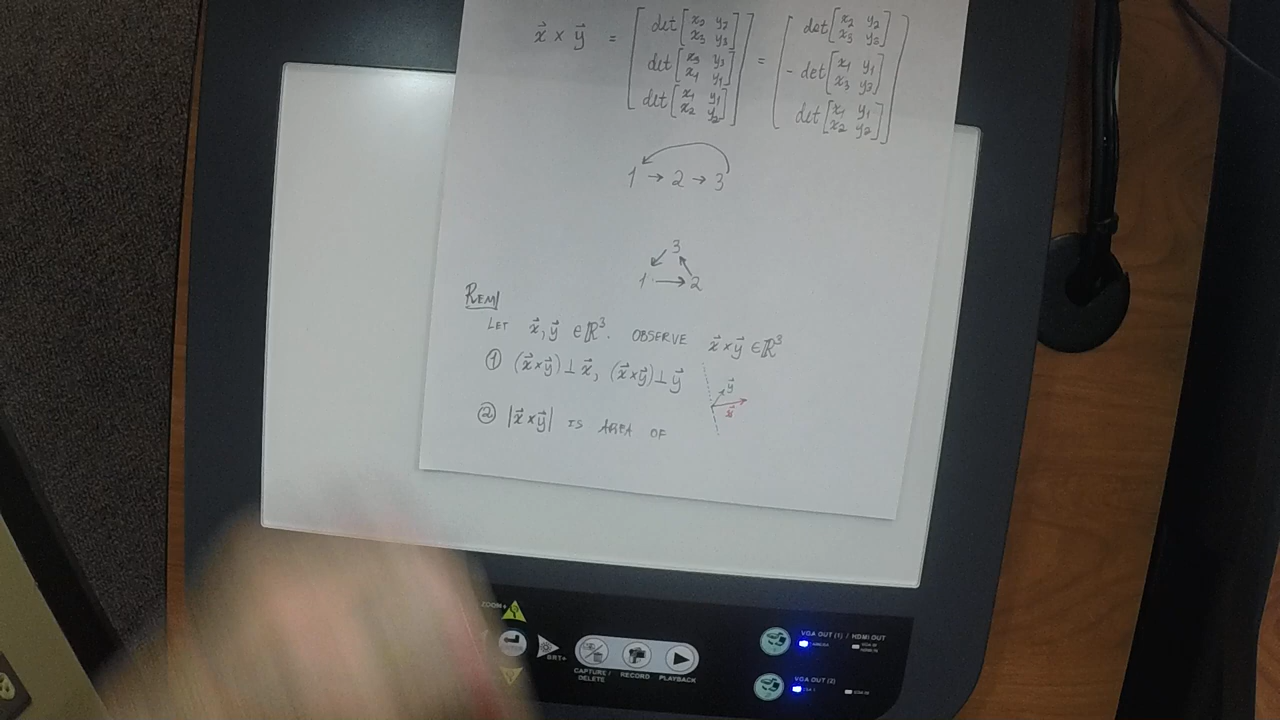 x⃗ × y⃗ = [det[x₂ y₂; x₃ y₃] det[x₃ y₃; x₁ y₁] det[x₁ y₁; x₂ y₂]] = [det[x₂ y₂; x₃ y₃] - det[x₁ y₁; x₃ y₃] det[x₁ y₁; x₂ y₂]]
1 → 2 → 3
3
1 → 2
REM
LET x⃗, y⃗ ∈ ℝ³. OBSERVE x⃗ × y⃗ ∈ ℝ³
① (x⃗ × y⃗) ⊥ x⃗, (x⃗ × y⃗) ⊥ y⃗
y⃗
x⃗
② |x⃗ × y⃗| IS AREA OF
ZOOM+
BRT+
CAPTURE / DELETE
RECORD
PLAYBACK
VGA OUT (1) / HDMI OUT
VGA OUT (2)